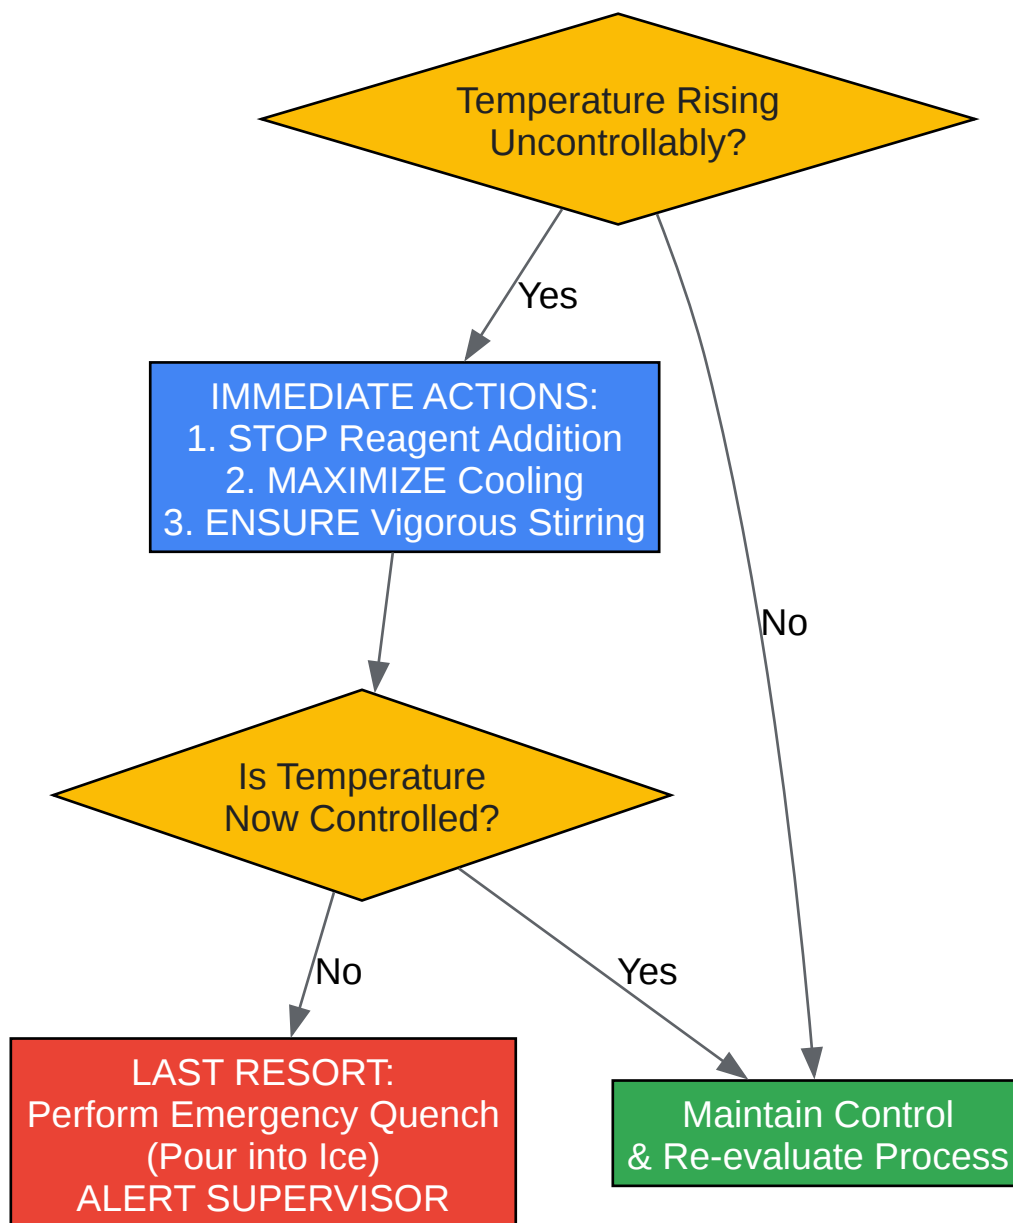 Temperature Rising
Uncontrollably?
Yes
IMMEDIATE ACTIONS:
1. STOP Reagent Addition
2. MAXIMIZE Cooling
3. ENSURE Vigorous Stirring
No
Is Temperature
Now Controlled?
No
Yes
LAST RESORT:
Perform Emergency Quench
(Pour into Ice)
ALERT SUPERVISOR
Maintain Control
& Re-evaluate Process